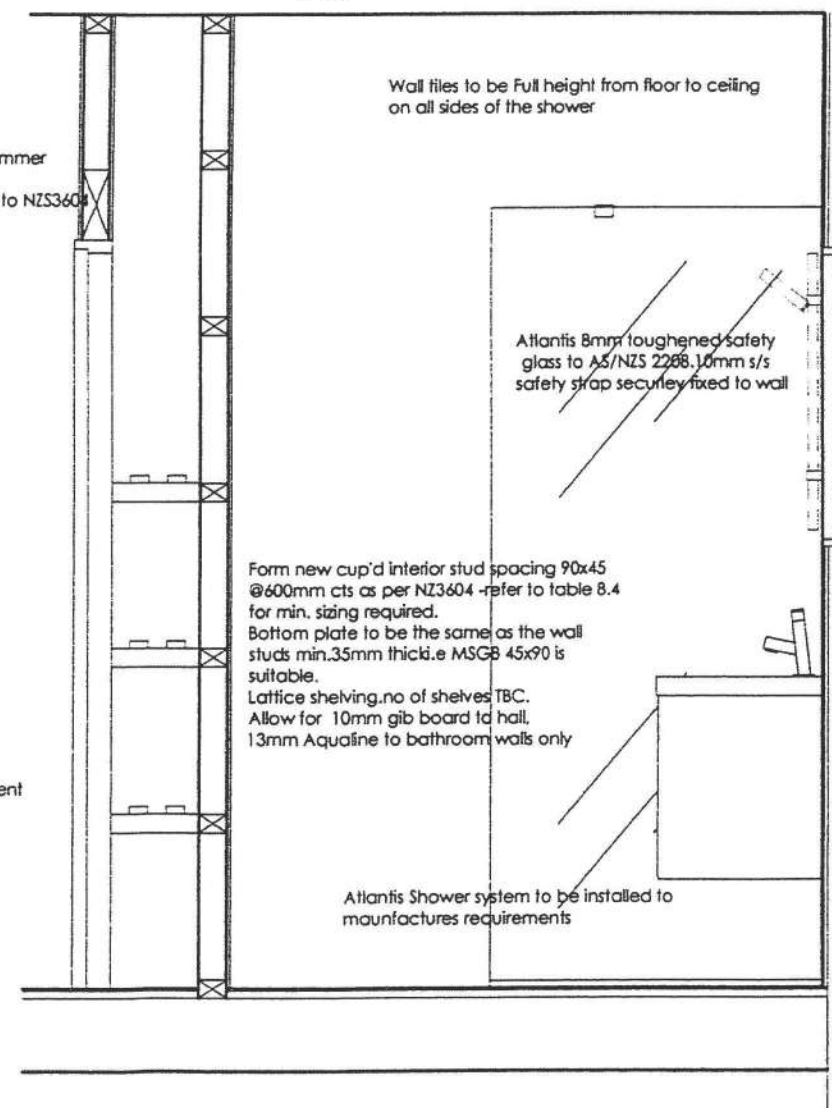 Wall tiles to be Full height from floor to ceiling
on all sides of the shower
mmer
to NZS3604
Atlantis 8mm toughened safety
glass to AS/NZS 2208.10mm s/s
safety strap securley fixed to wall
Form new cup'd interior stud spacing 90x45
@600mm cts as per NZ3604 -refer to table 8.4
for min. sizing required.
Bottom plate to be the same as the wall
studs min.35mm thicki.e MSG8 45x90 is
suitable.
Lattice shelving.no of shelves TBC.
Allow for 10mm gib board to hall,
13mm Aqualine to bathroom walls only
ent
Atlantis Shower system to be installed to
maunfactures requirements